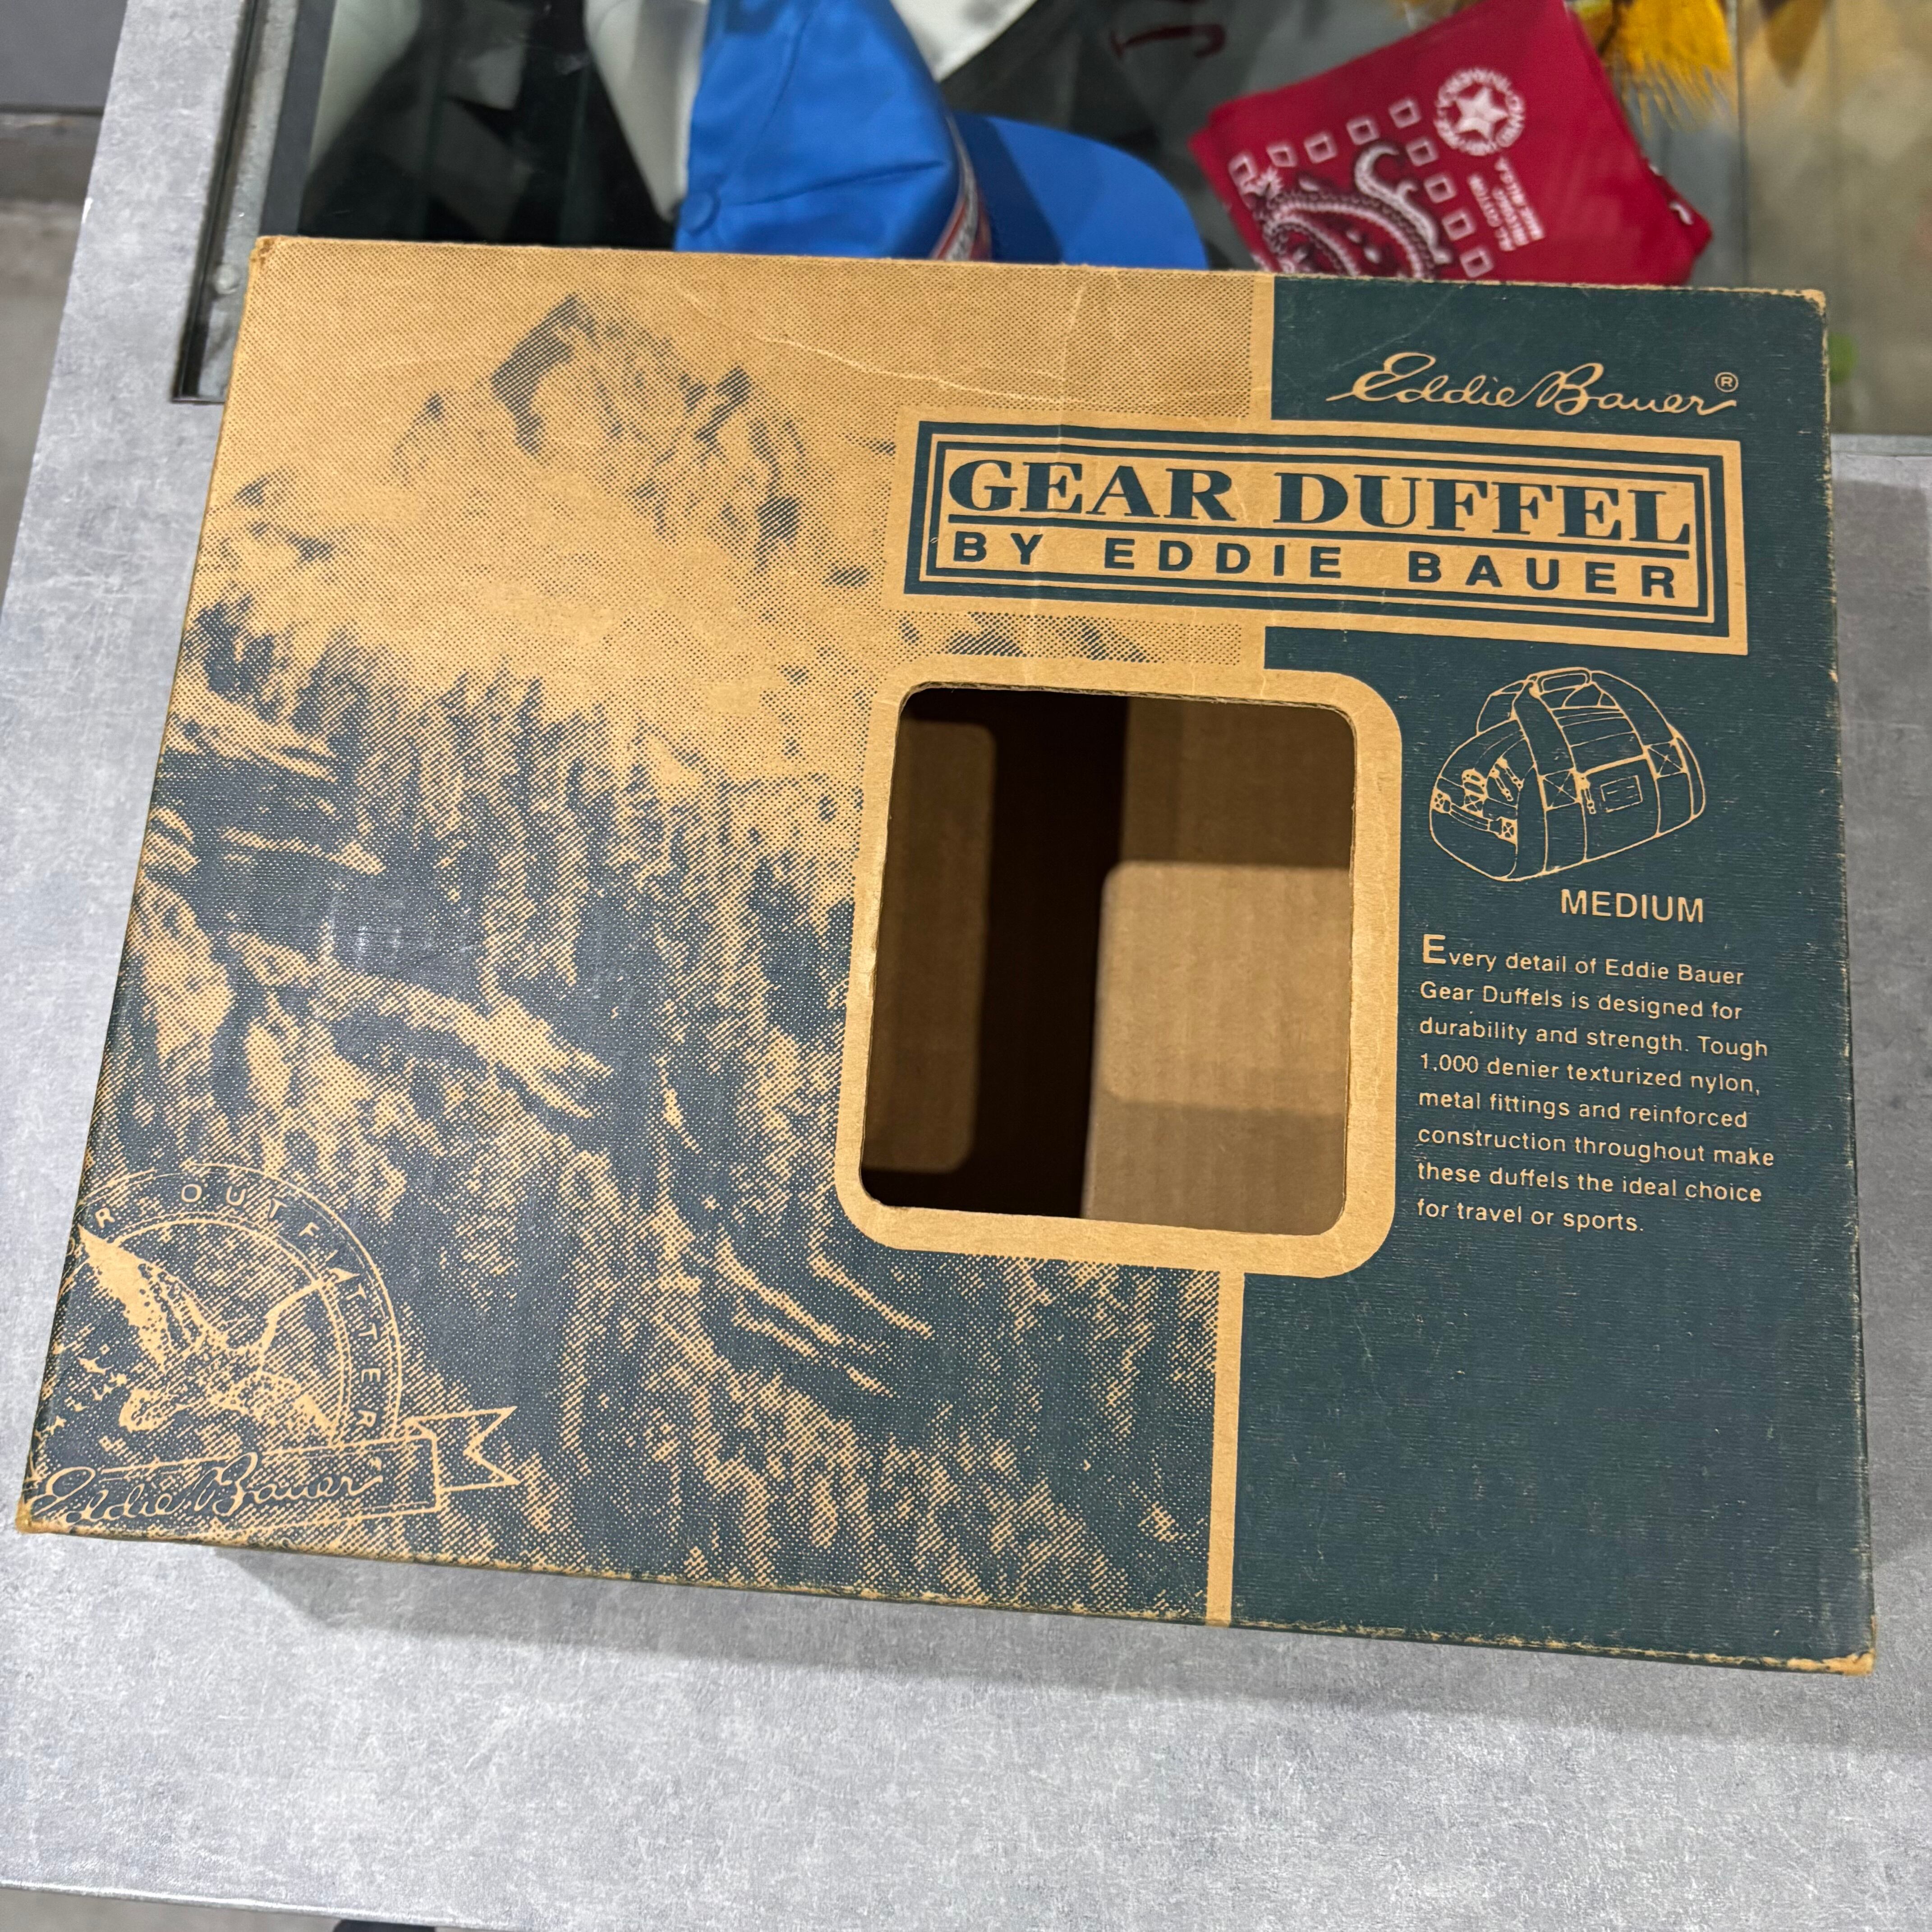 Eddie Bauer®
GEAR DUFFEL
BY EDDIE BAUER
MEDIUM
Every detail of Eddie Bauer
Gear Duffels is designed for
durability and strength. Tough
1,000 denier texturized nylon,
metal fittings and reinforced
construction throughout make
these duffels the ideal choice
for travel or sports.
OUTFITTER
Eddie Bauer